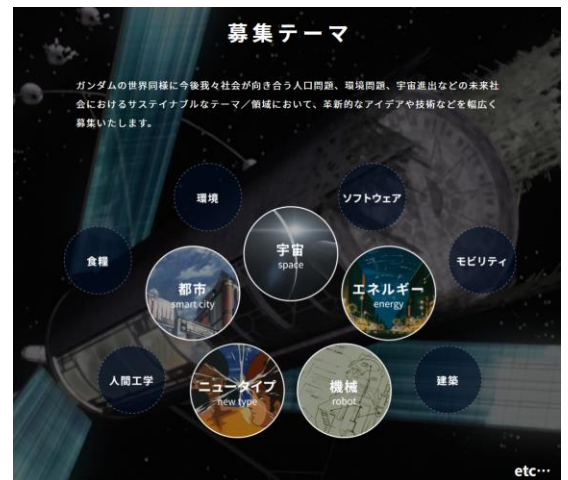 募集テーマ
ガンダムの世界同様に今後我々社会が向き合う人口問題、環境問題、宇宙進出などの未来社
会におけるサステイナブルなテーマ／領域において、革新的なアイデアや技術などを幅広く
募集いたします。
環境
ソフトウェア
宇宙
space
食糧
モビリティ
都市
smart city
エネルギー
energy
人間工学
ニュータイプ
new type
機械
robot
建築
etc…